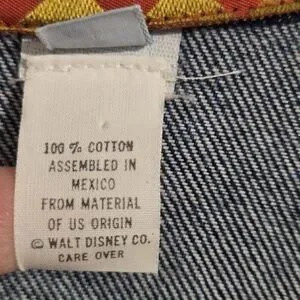 100 % COTTON
ASSEMBLED IN
MEXICO
FROM MATERIAL
OF US ORIGIN
© WALT DISNEY CO.
CARE OVER